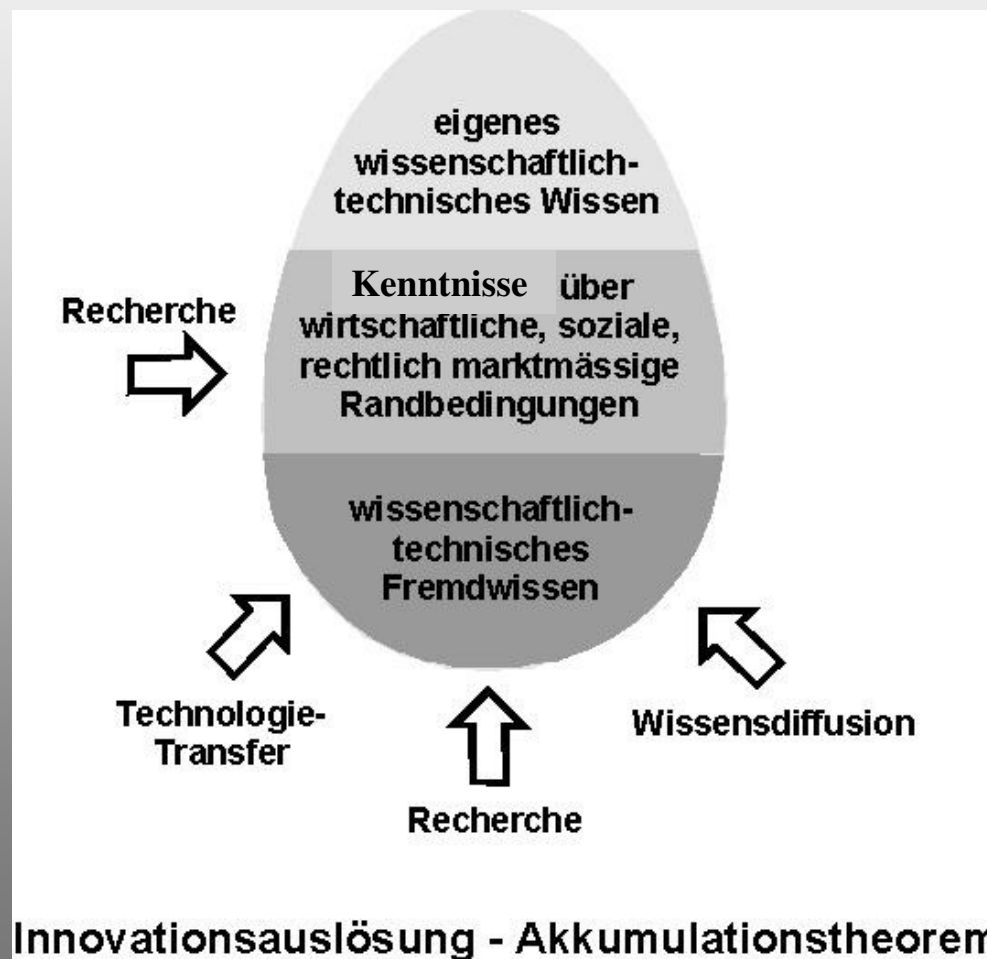 eigenes
wissenschaftlich-
technisches Wissen
Kenntnisse über
wirtschaftliche, soziale,
rechtlich marktmässige
Randbedingungen
Recherche
wissenschaftlich-
technisches
Fremdwissen
Technologie-
Transfer
Wissensdiffusion
Recherche
Innovationsauslösung - Akkumulationstheorem